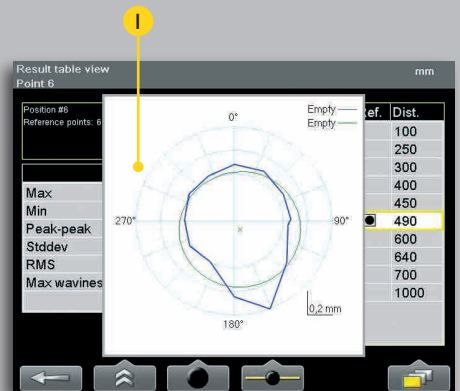 I
Result table view
mm
Point 6
Position #6
Reference points: 6
Max
Min
Peak-peak
Stddev
RMS
Max wavines
Empty
Empty
0°
90°
180°
270°
0,2 mm
ef. Dist.
100
250
300
400
450
490
600
640
700
1000